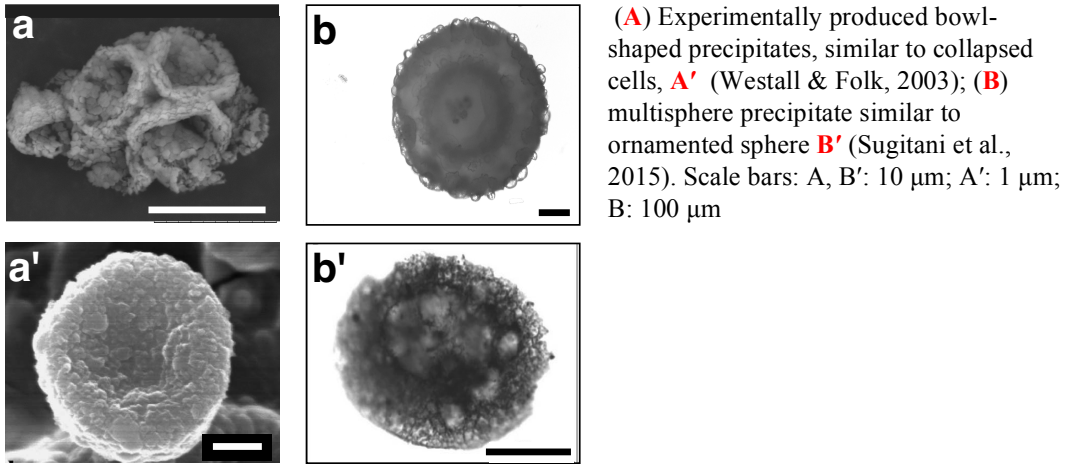 a
b
(A) Experimentally produced bowl-
shaped precipitates, similar to collapsed
cells, A′ (Westall & Folk, 2003); (B)
multisphere precipitate similar to
ornamented sphere B′ (Sugitani et al.,
2015). Scale bars: A, B′: 10 μm; A′: 1 μm;
B: 100 μm
a'
b'